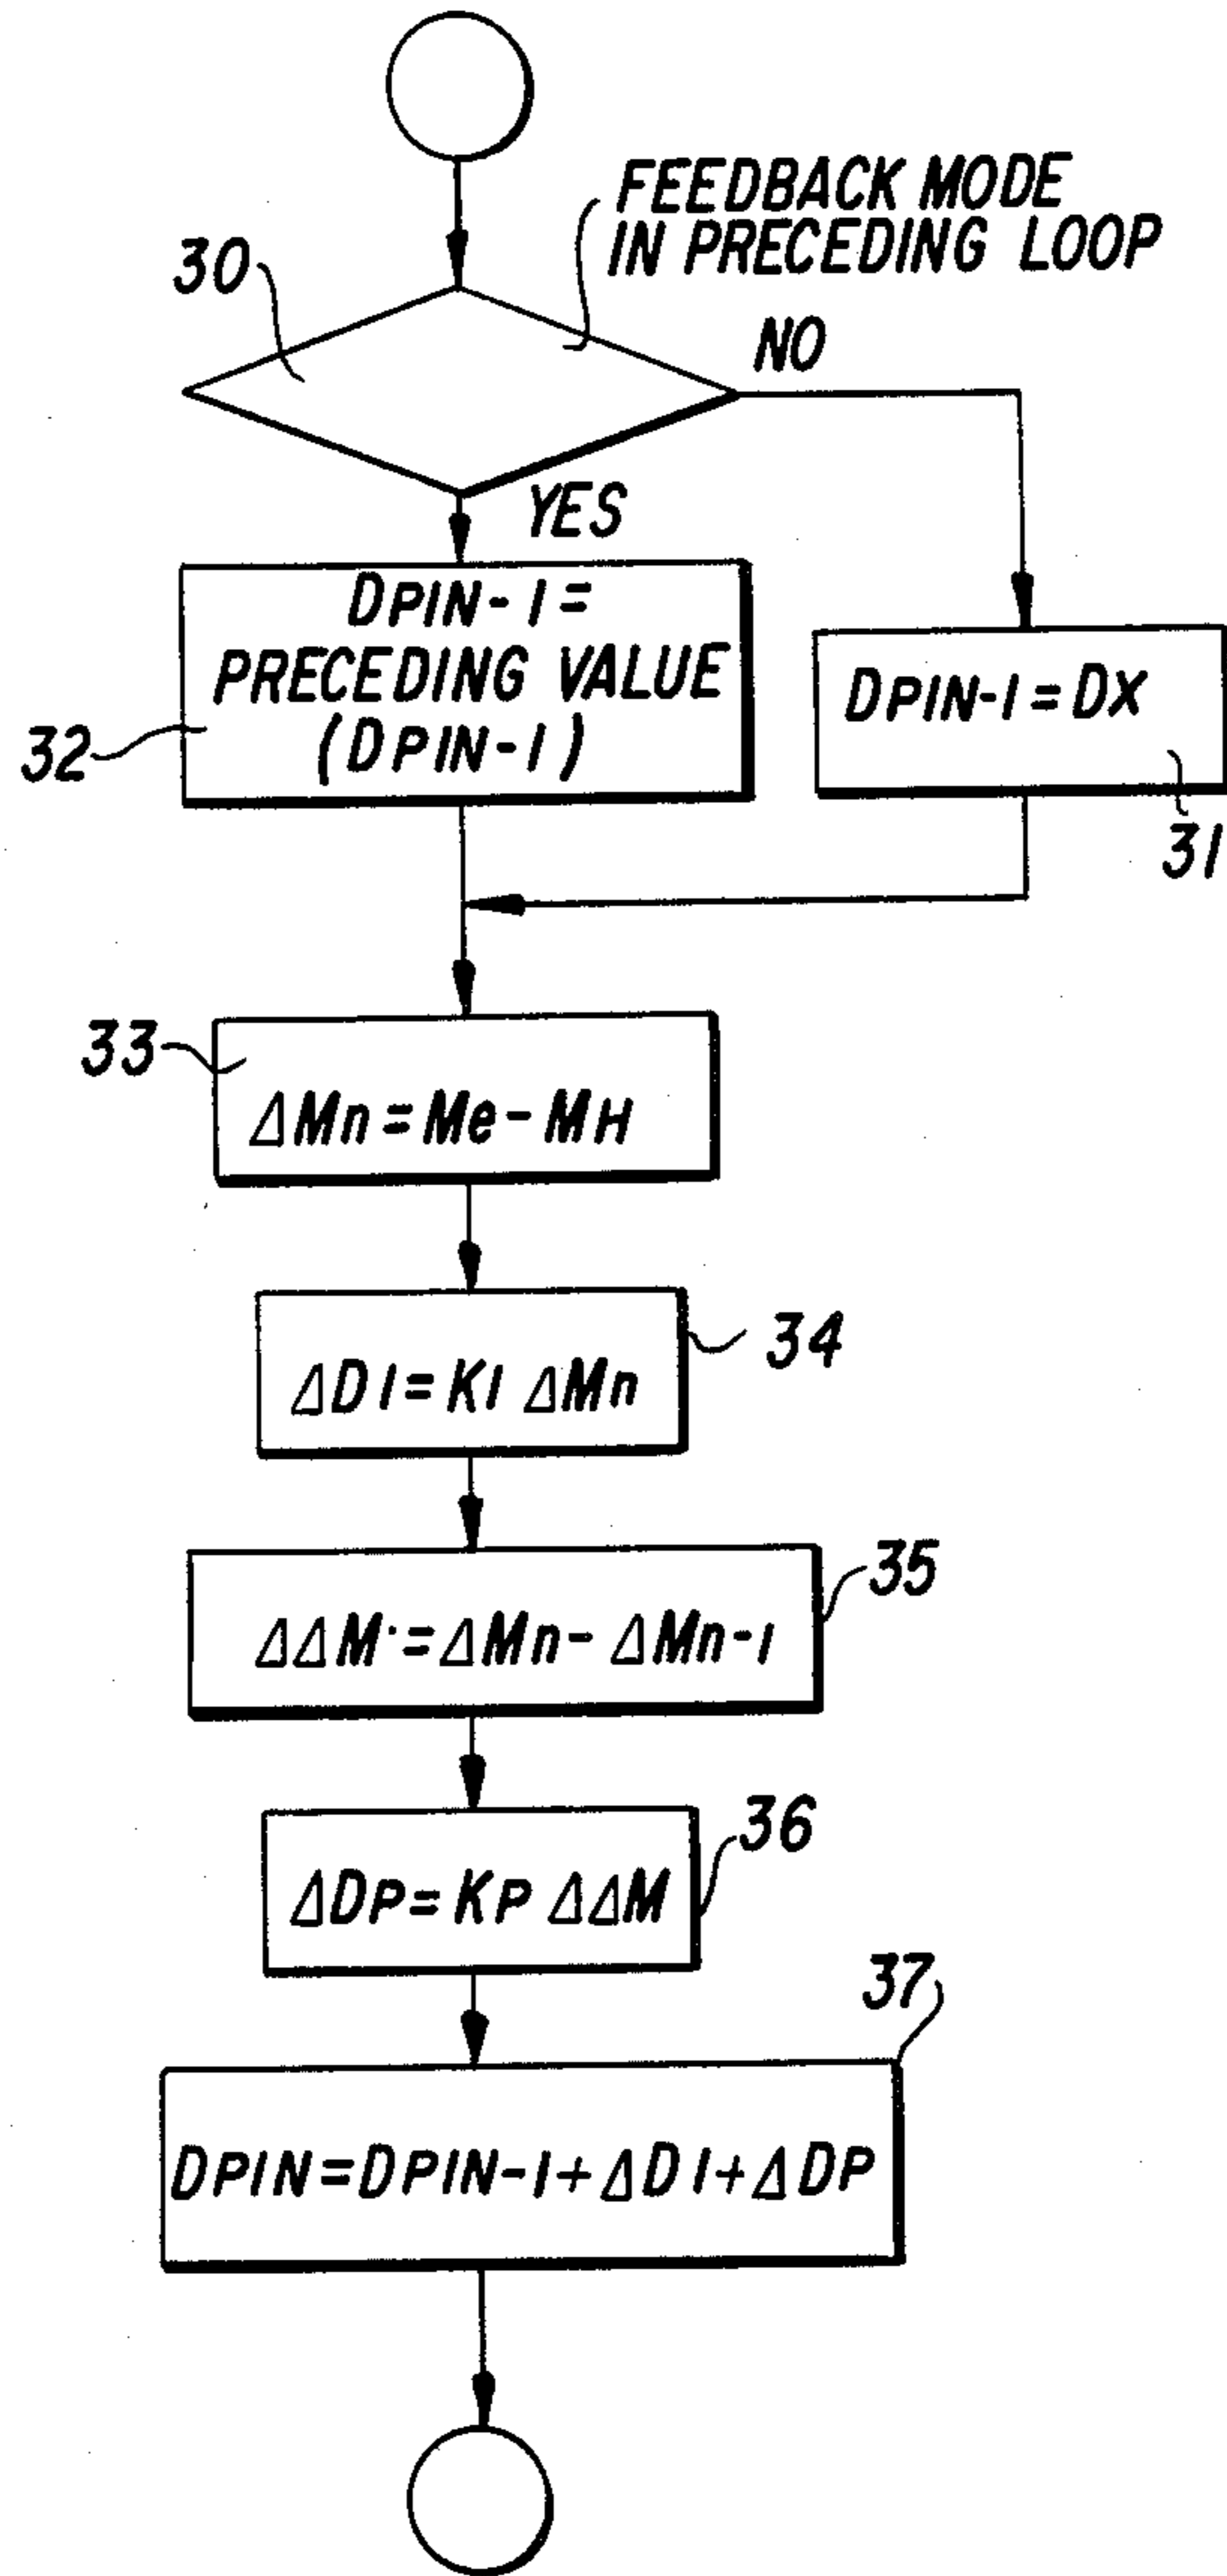 FEEDBACK MODE
IN PRECEDING LOOP
30
NO
YES
DPIN-1=
PRECEDING VALUE
(DPIN-1)
32
DPIN-1=DX
31
33
ΔMn=Me-MH
34
ΔDI=KI ΔMn
35
ΔΔM=ΔMn-ΔMn-1
36
ΔDP=KP ΔΔM
37
DPIN=DPIN-1+ΔDI+ΔDP